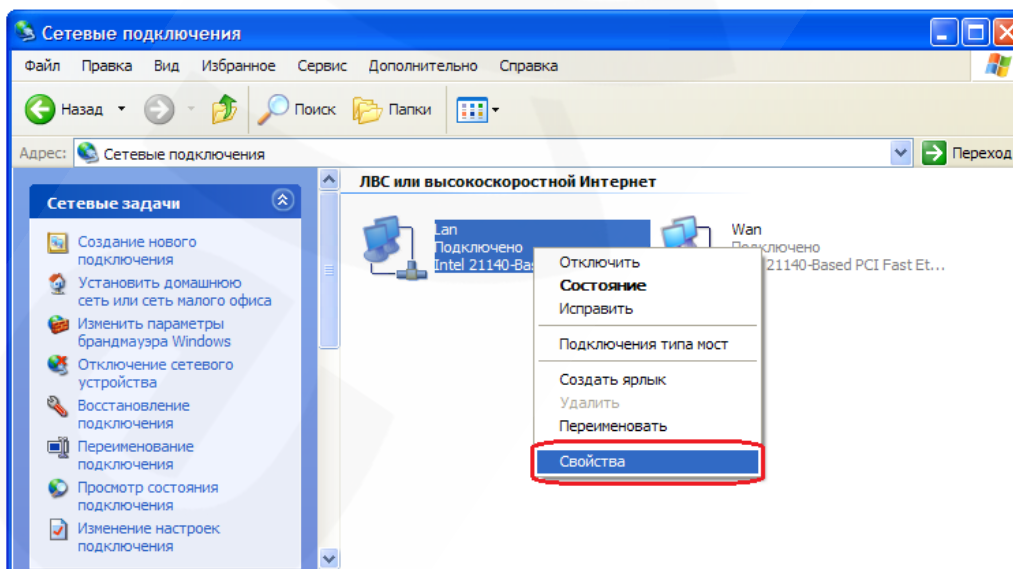 Сетевые подключения
Файл Правка Вид Избранное Сервис Дополнительно Справка
Назад Поиск Папки
Адрес: Сетевые подключения Переход
Сетевые задачи
Создание нового
подключения
Установить домашнюю
сеть или сеть малого офиса
Изменить параметры
брандмауэра Windows
Отключение сетевого
устройства
Восстановление
подключения
Переименование
подключения
Просмотр состояния
подключения
Изменение настроек
подключения
ЛВС или высокоскоростной Интернет
Lan
Подключено
Intel 21140-Bas
Wan
Подключено
21140-Based PCI Fast Et...
Отключить
Состояние
Исправить
Подключения типа мост
Создать ярлык
Удалить
Переименовать
Свойства